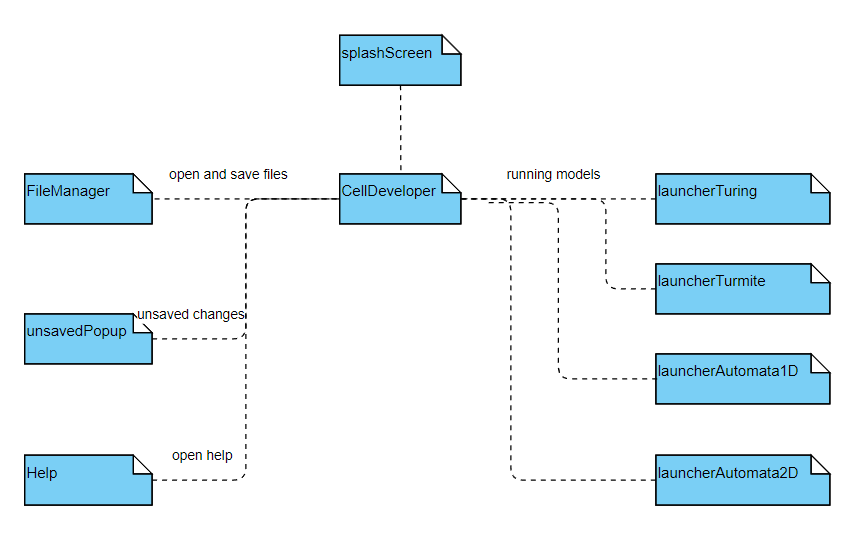 splashScreen
open and save files
running models
FileManager
CellDeveloper
launcherTuring
launcherTurmite
unsaved changes
unsavedPopup
launcherAutomata1D
open help
Help
launcherAutomata2D